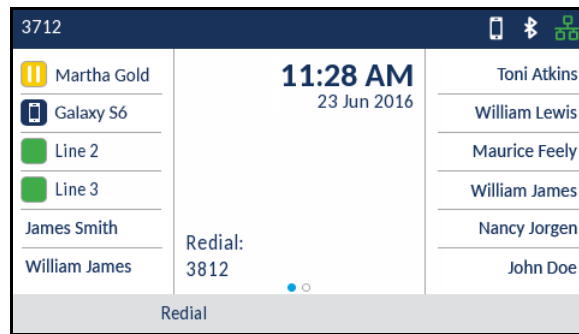 3712
Martha Gold
Galaxy S6
Line 2
Line 3
James Smith
William James
11:28 AM
23 Jun 2016
Redial:
3812
Toni Atkins
William Lewis
Maurice Feely
William James
Nancy Jorgen
John Doe
Redial